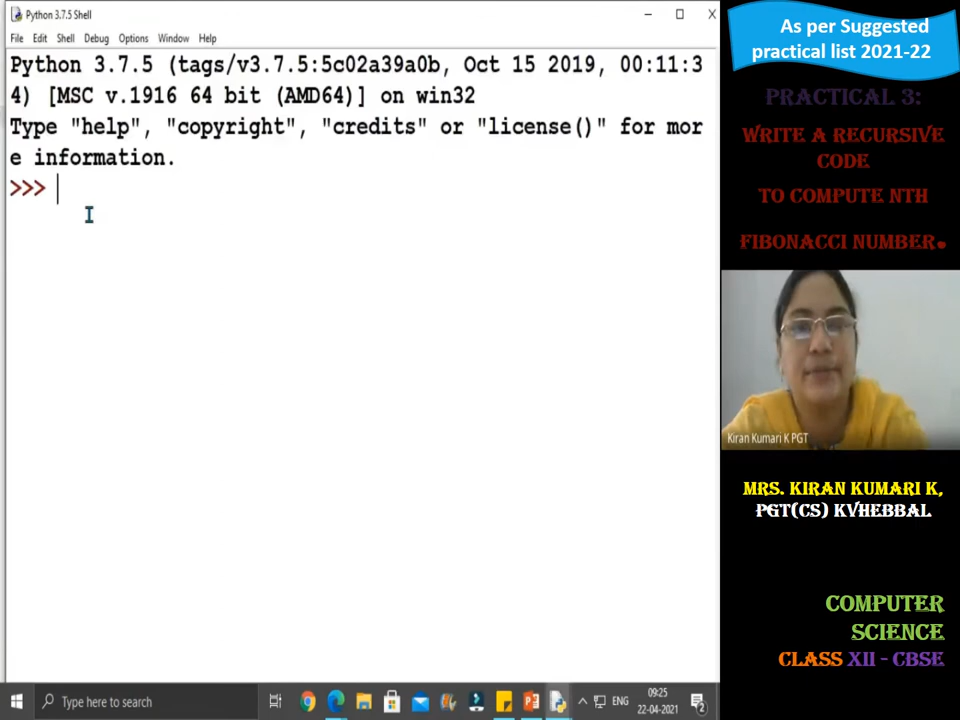 Python 3.7.5 Shell
File Edit Shell Debug Options Window Help
Python 3.7.5 (tags/v3.7.5:5c02a39a0b, Oct 15 2019, 00:11:3
4) [MSC v.1916 64 bit (AMD64)] on win32
Type "help", "copyright", "credits" or "license()" for mor
e information.
>>>
As per Suggested
practical list 2021-22
PRACTICAL 3:
WRITE A RECURSIVE
CODE
TO COMPUTE NTH
FIBONACCI NUMBER.
Kiran Kumari K PGT
MRS. KIRAN KUMARI K,
PGT(CS) KVHEBBAL
COMPUTER
SCIENCE
CLASS XII - CBSE
Type here to search
ENG
09:25
22-04-2021
2